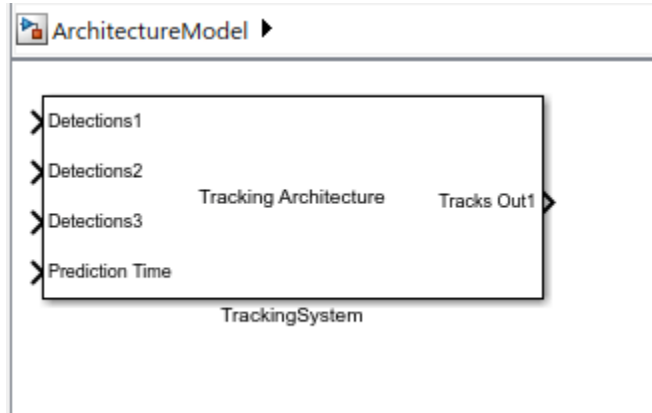 ArchitectureModel
Detections1
Detections2
Tracking Architecture
Tracks Out1
Detections3
Prediction Time
TrackingSystem